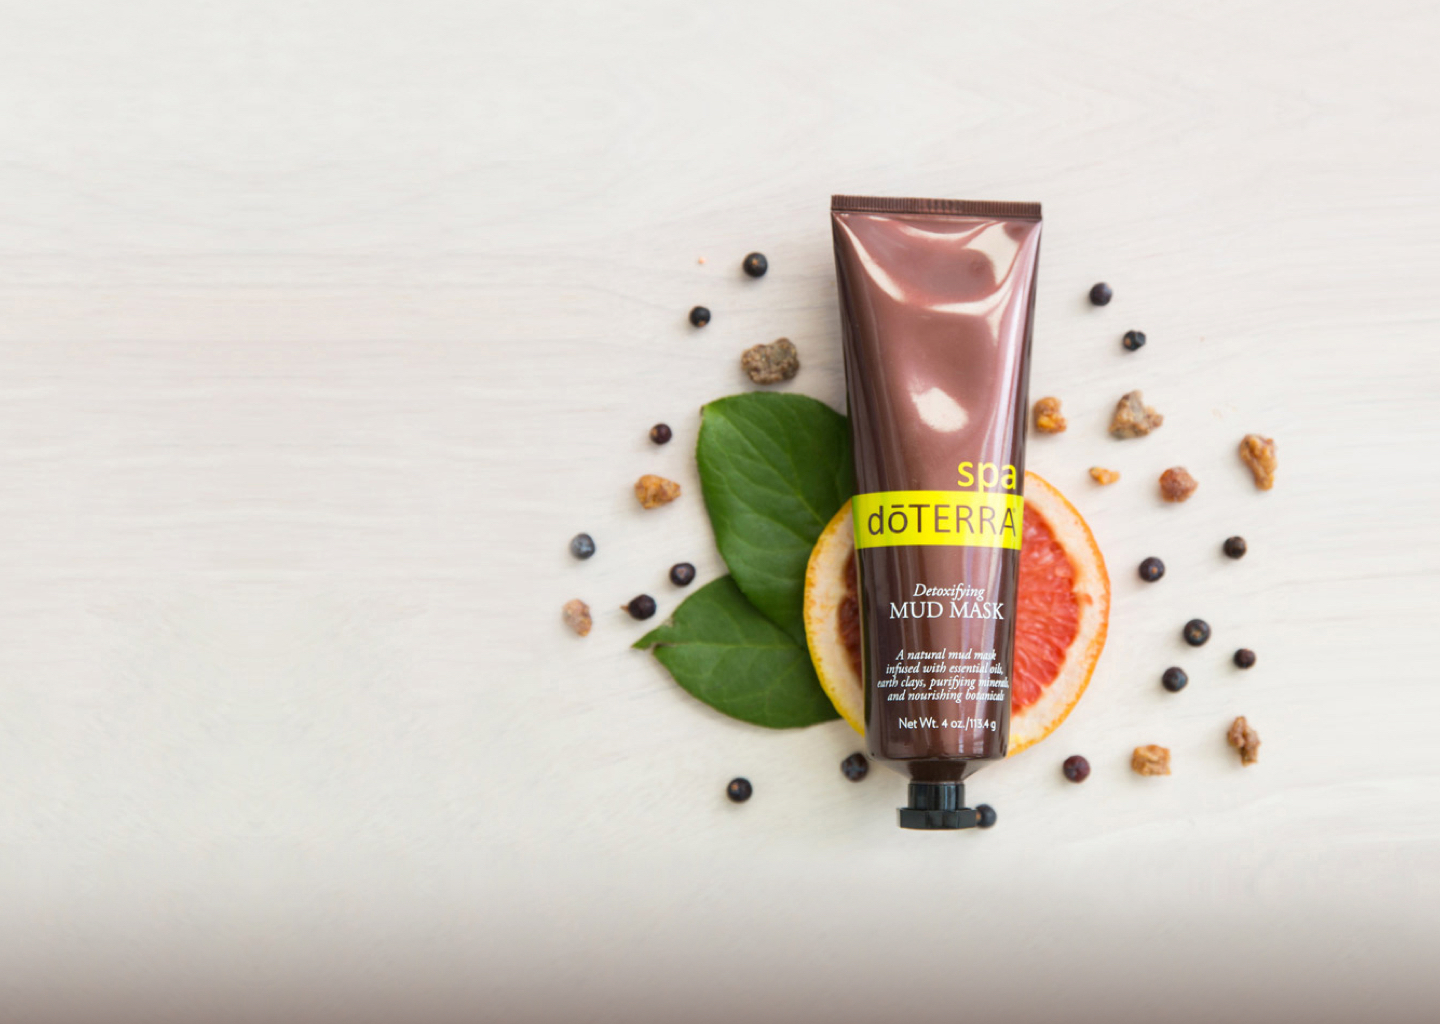 spa
dōTERRA
Detoxifying
MUD MASK
A natural mud mask
infused with essential oils,
earth clays, purifying minerals,
and nourishing botanicals
Net Wt. 4 oz./113.4 g